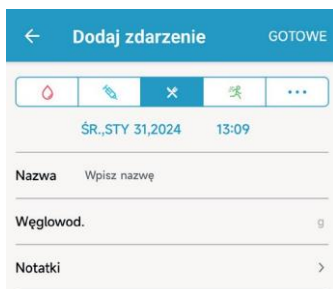 Dodaj zdarzenie GOTOWE
ŚR.,STY 31,2024 13:09
Nazwa Wpisz nazwę
Węglowod. g
Notatki